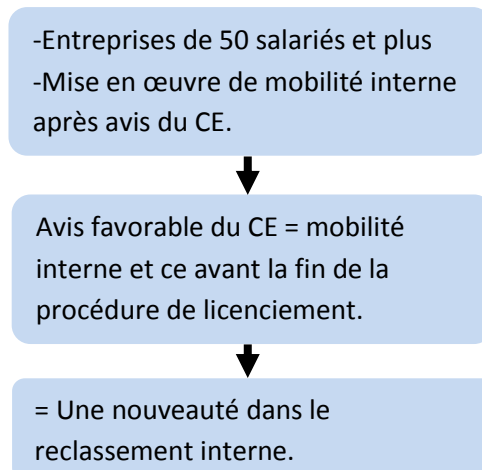 -Entreprises de 50 salariés et plus
-Mise en œuvre de mobilité interne
après avis du CE.
Avis favorable du CE = mobilité
interne et ce avant la fin de la
procédure de licenciement.
= Une nouveauté dans le
reclassement interne.